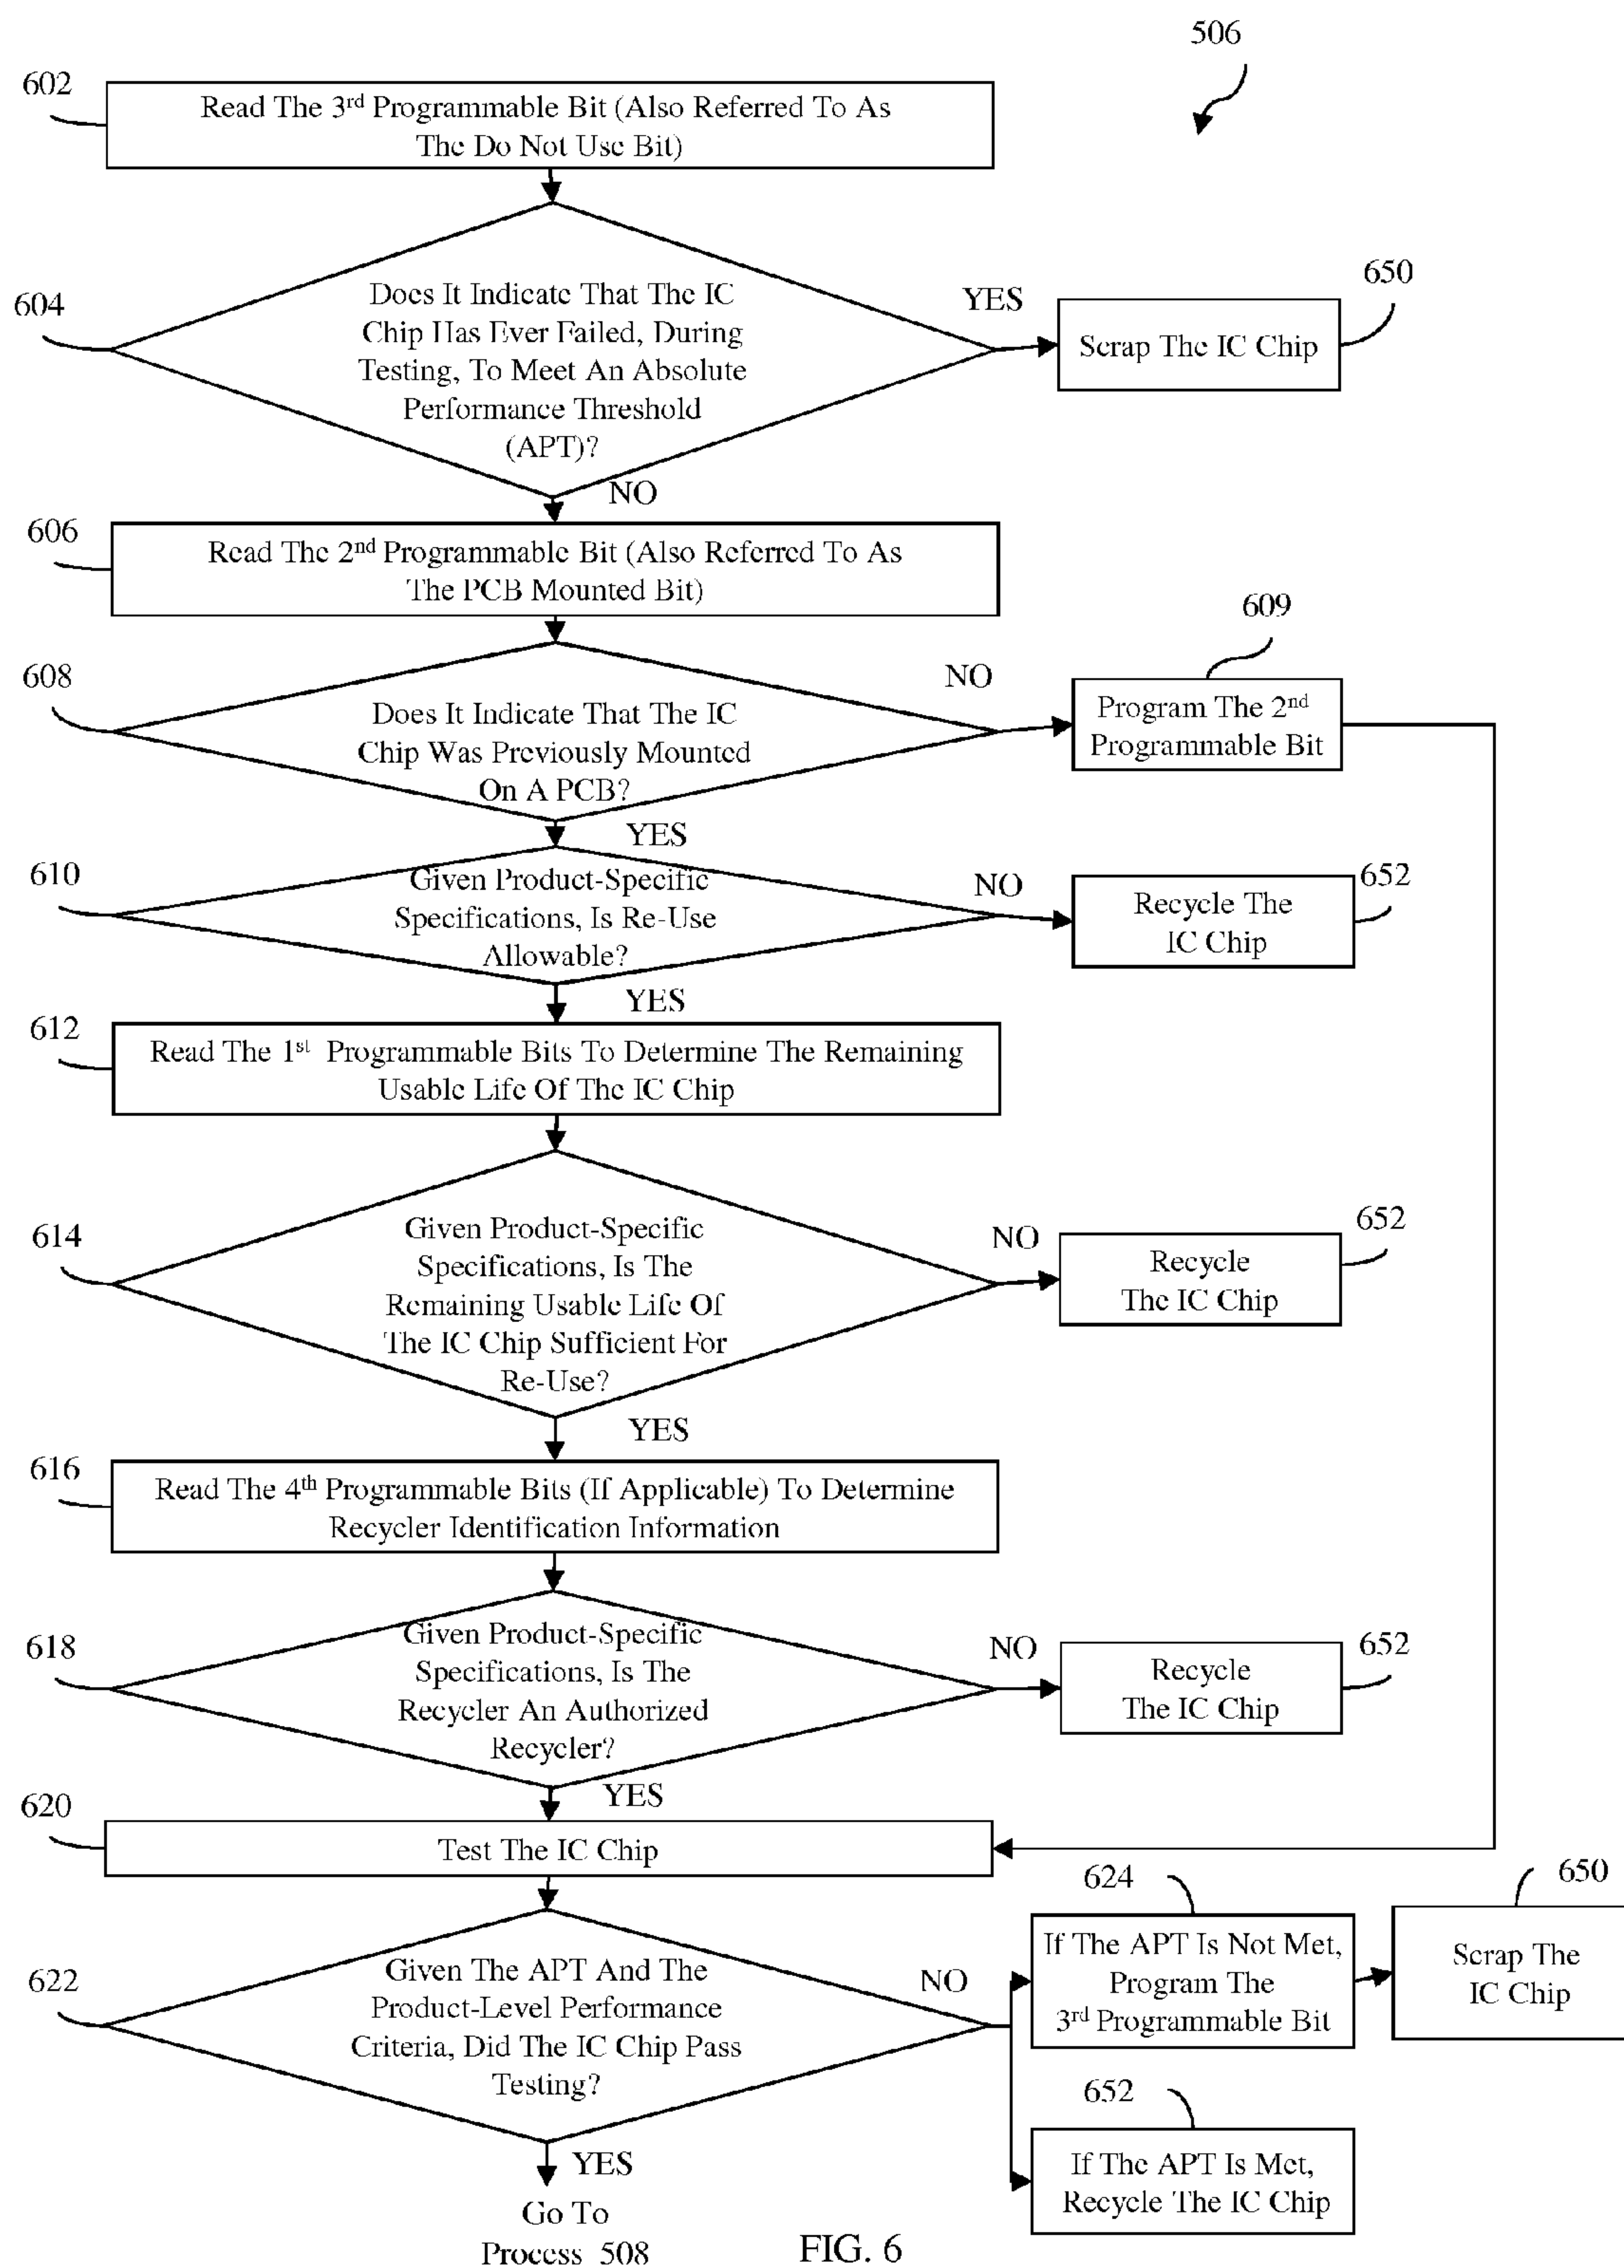 506
602
Read The 3rd Programmable Bit (Also Referred To As
The Do Not Use Bit)
604
Does It Indicate That The IC
Chip Has Ever Failed, During
Testing, To Meet An Absolute
Performance Threshold
(APT)?
YES
650
Scrap The IC Chip
NO
606
Read The 2nd Programmable Bit (Also Referred To As
The PCB Mounted Bit)
608
Does It Indicate That The IC
Chip Was Previously Mounted
On A PCB?
NO
609
Program The 2nd
Programmable Bit
YES
610
Given Product-Specific
Specifications, Is Re-Use
Allowable?
NO
652
Recycle The
IC Chip
YES
612
Read The 1st Programmable Bits To Determine The Remaining
Usable Life Of The IC Chip
614
Given Product-Specific
Specifications, Is The
Remaining Usable Life Of
The IC Chip Sufficient For
Re-Use?
NO
652
Recycle
The IC Chip
YES
616
Read The 4th Programmable Bits (If Applicable) To Determine
Recycler Identification Information
618
Given Product-Specific
Specifications, Is The
Recycler An Authorized
Recycler?
NO
652
Recycle
The IC Chip
YES
620
Test The IC Chip
622
Given The APT And The
Product-Level Performance
Criteria, Did The IC Chip Pass
Testing?
NO
624
If The APT Is Not Met,
Program The
3rd Programmable Bit
650
Scrap The
IC Chip
652
If The APT Is Met,
Recycle The IC Chip
YES
Go To
Process 508
FIG. 6